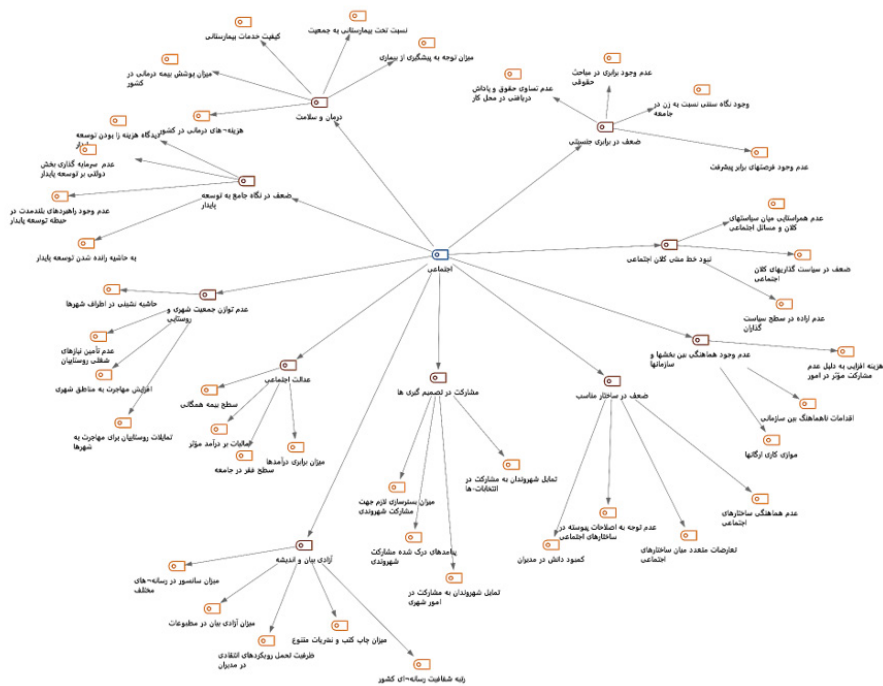 نسبت تخت بیمارستانی به جمعیت
کیفیت خدمات بیمارستانی
میزان توجه به پیشگیری از بیماری
میزان پوشش بیمه درمانی در
کشور
درمان و سلامت
هزینه¬های درمانی در کشور
عدم وجود برابری در مباحث
حقوقی
عدم تساوی حقوق و پاداش
دریافتی در محل کار
وجود نگاه سنتی نسبت به زن در
جامعه
ضعف در برابری جنسیتی
عدم وجود فرصتهای برابر پیشرفت
دیدگاه هزینه زا بودن توسعه
پایدار
عدم سرمایه گذاری بخش
دولتی بر توسعه پایدار
ضعف در نگاه جامع به توسعه
پایدار
عدم وجود راهبردهای بلندمدت در
حیطه توسعه پایدار
به حاشیه رانده شدن توسعه پایدار
عدم همراستایی میان سیاستهای
کلان و مسائل اجتماعی
نبود خط مشی کلان اجتماعی
ضعف در سیاست گذاریهای کلان
اجتماعی
عدم اراده در سطح سیاست
گذاران
اجتماعی
حاشیه نشینی در اطراف شهرها
عدم توازن جمعیت شهری و
روستایی
عدم تأمین نیازهای
شغلی روستاییان
افزایش مهاجرت به مناطق شهری
تمایلات روستاییان برای مهاجرت به
شهرها
عدم وجود هماهنگی بین بخشها و
سازمانها
هزینه افزایی به دلیل عدم
مشارکت مؤثر در امور
اقدامات ناهماهنگ بین سازمانی
موازی کاری ارگانها
عدالت اجتماعی
سطح بیمه همگانی
مالیات بر درآمد مؤثر
سطح فقر در جامعه
میزان برابری درآمدها
مشارکت در تصمیم گیری ها
تمایل شهروندان به مشارکت در
انتخابات-ها
میزان بسترسازی لازم جهت
مشارکت شهروندی
پیامدهای درک شده مشارکت
شهروندی
تمایل شهروندان به مشارکت در
امور شهری
ضعف در ساختار مناسب
عدم هماهنگی ساختارهای
اجتماعی
عدم توجه به اصلاحات پیوسته در
ساختارهای اجتماعی
تعارضات متعدد میان ساختارهای
اجتماعی
کمبود دانش در مدیران
آزادی بیان و اندیشه
میزان سانسور در رسانه¬های
مختلف
میزان آزادی بیان در مطبوعات
میزان چاپ کتب و نشریات متنوع
ظرفیت تحمل رویکردهای انتقادی
در مدیران
رتبه شفافیت رسانه¬ای کشور